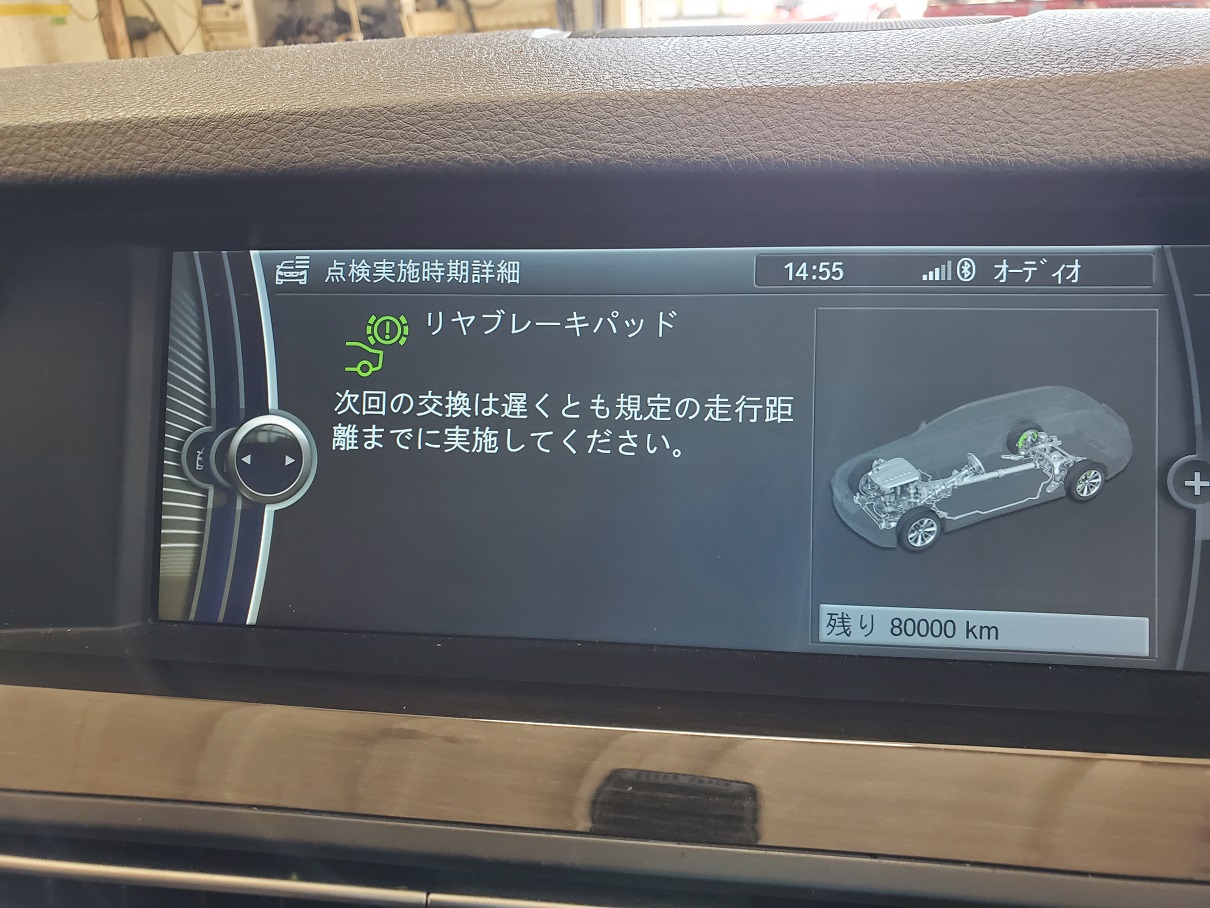 点検実施時期詳細
14:55
オーディオ
リヤブレーキパッド
次回の交換は遅くとも規定の走行距
離までに実施してください。
残り 80000 km